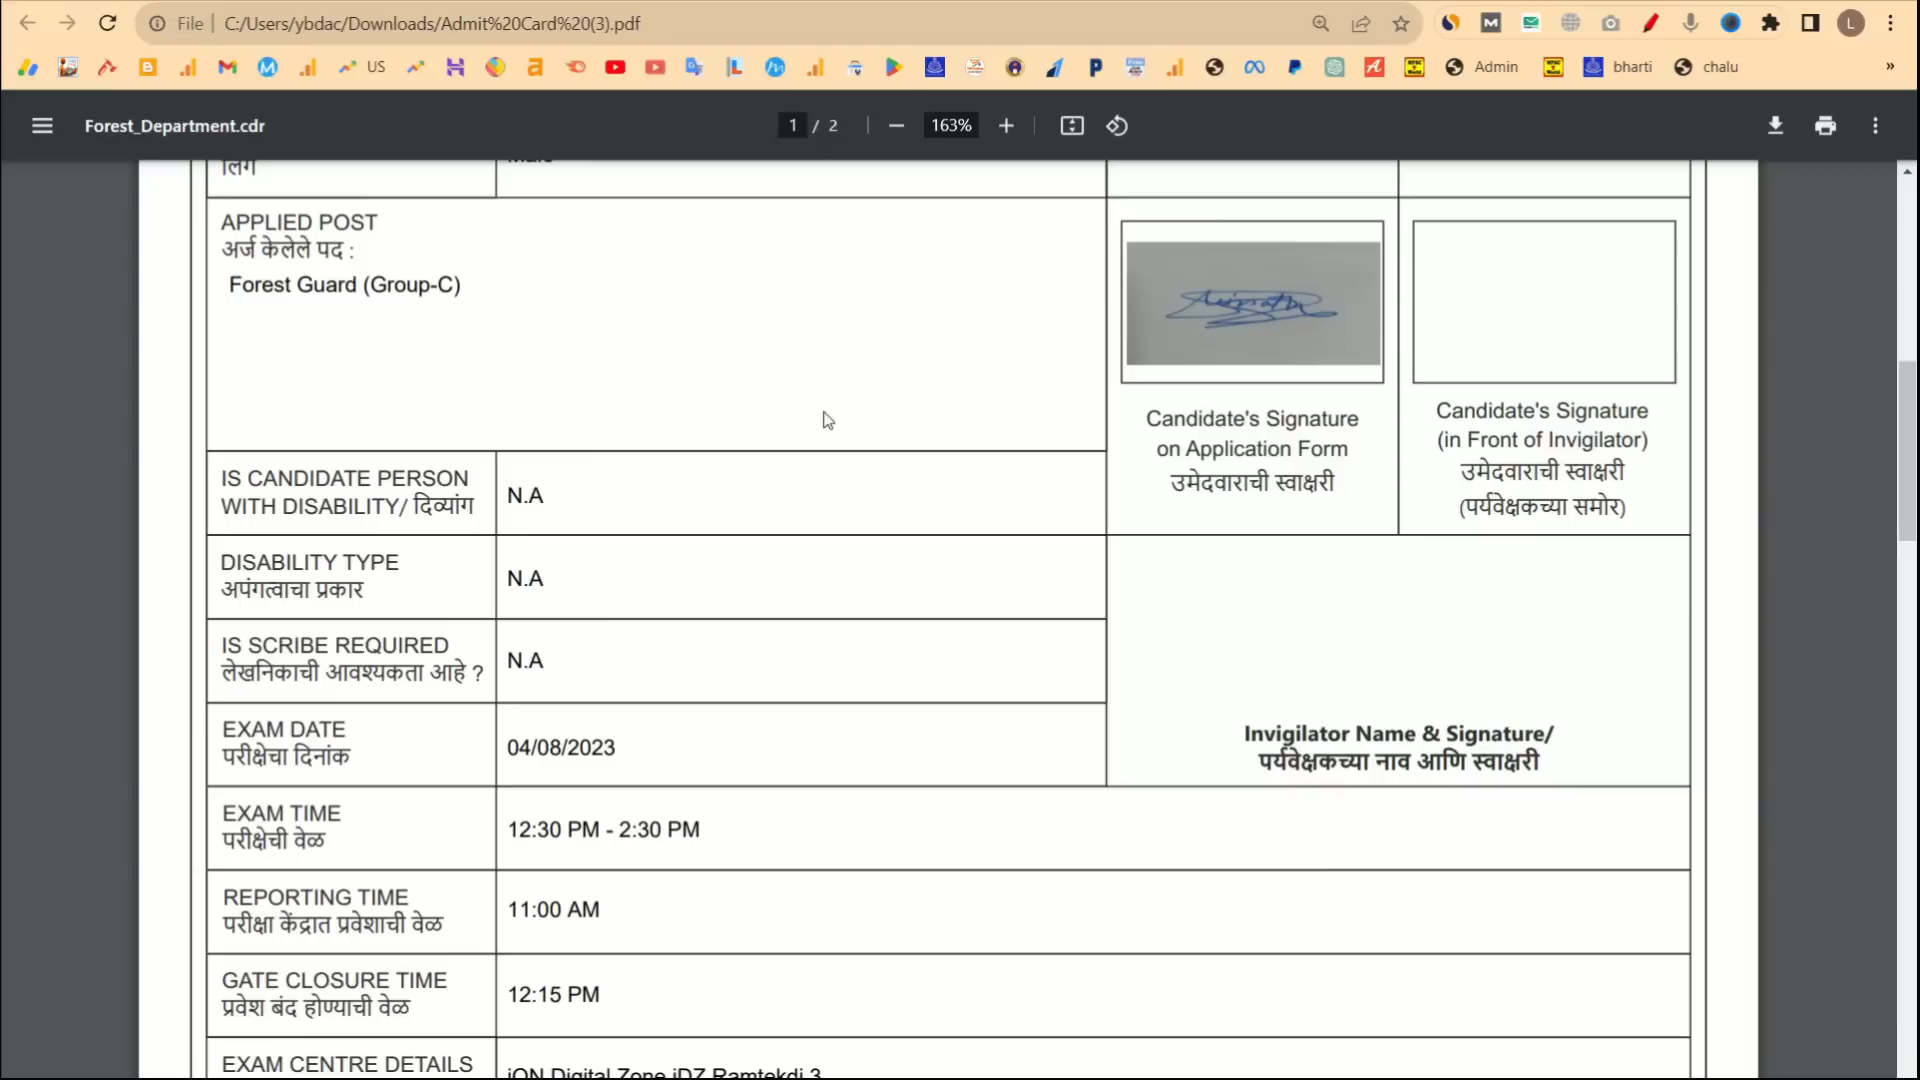 File
C:/Users/ybdac/Downloads/Admit%20Card%20(3).pdf
US
Admin
bharti
chalu
Forest_Department.cdr
1 / 2
163%
लिंग
Male
APPLIED POST
अर्ज केलेले पद :
Forest Guard (Group-C)
Candidate's Signature
on Application Form
उमेदवाराची स्वाक्षरी
Candidate's Signature
(in Front of Invigilator)
उमेदवाराची स्वाक्षरी
(पर्यवेक्षकच्या समोर)
IS CANDIDATE PERSON
WITH DISABILITY/ दिव्यांग
N.A
DISABILITY TYPE
अपंगत्वाचा प्रकार
N.A
IS SCRIBE REQUIRED
लेखनिकाची आवश्यकता आहे ?
N.A
EXAM DATE
परीक्षेचा दिनांक
04/08/2023
Invigilator Name & Signature/
पर्यवेक्षकच्या नाव आणि स्वाक्षरी
EXAM TIME
परीक्षेची वेळ
12:30 PM - 2:30 PM
REPORTING TIME
परीक्षा केंद्रात प्रवेशाची वेळ
11:00 AM
GATE CLOSURE TIME
प्रवेश बंद होण्याची वेळ
12:15 PM
EXAM CENTRE DETAILS
iON Digital Zone iDZ Ramtekdi 3